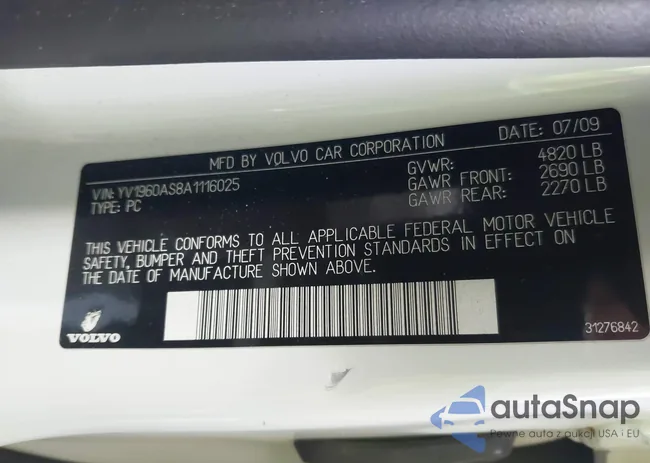 MFD BY VOLVO CAR CORPORATION DATE: 07/09
VIN: YV1960AS8A1116025 GVWR: 4820 LB
TYPE: PC GAWR FRONT: 2690 LB
GAWR REAR: 2270 LB
THIS VEHICLE CONFORMS TO ALL APPLICABLE FEDERAL MOTOR VEHICLE
SAFETY, BUMPER AND THEFT PREVENTION STANDARDS IN EFFECT ON
THE DATE OF MANUFACTURE SHOWN ABOVE.
VOLVO
31276842
autaSnap
Pewne auta z aukcji USA i EU